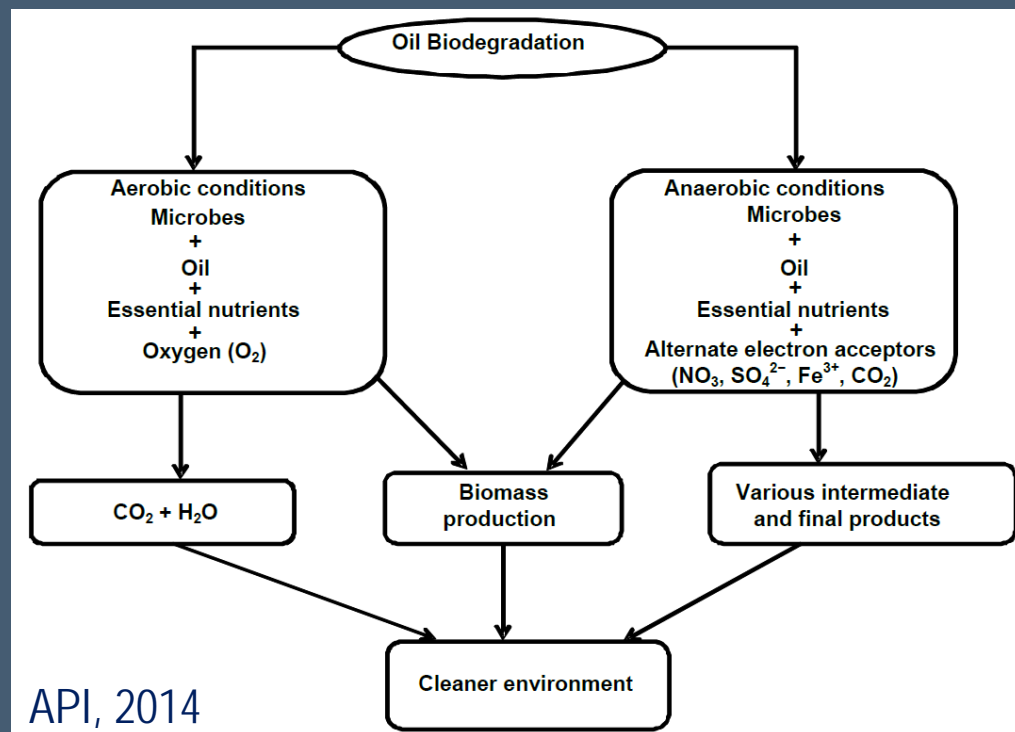 Oil Biodegradation
Aerobic conditions
Microbes
+
Oil
+
Essential nutrients
+
Oxygen (O₂)
Anaerobic conditions
Microbes
+
Oil
+
Essential nutrients
+
Alternate electron acceptors
(NO₃, SO₄²⁻, Fe³⁺, CO₂)
CO₂ + H₂O
Biomass
production
Various intermediate
and final products
Cleaner environment
API, 2014